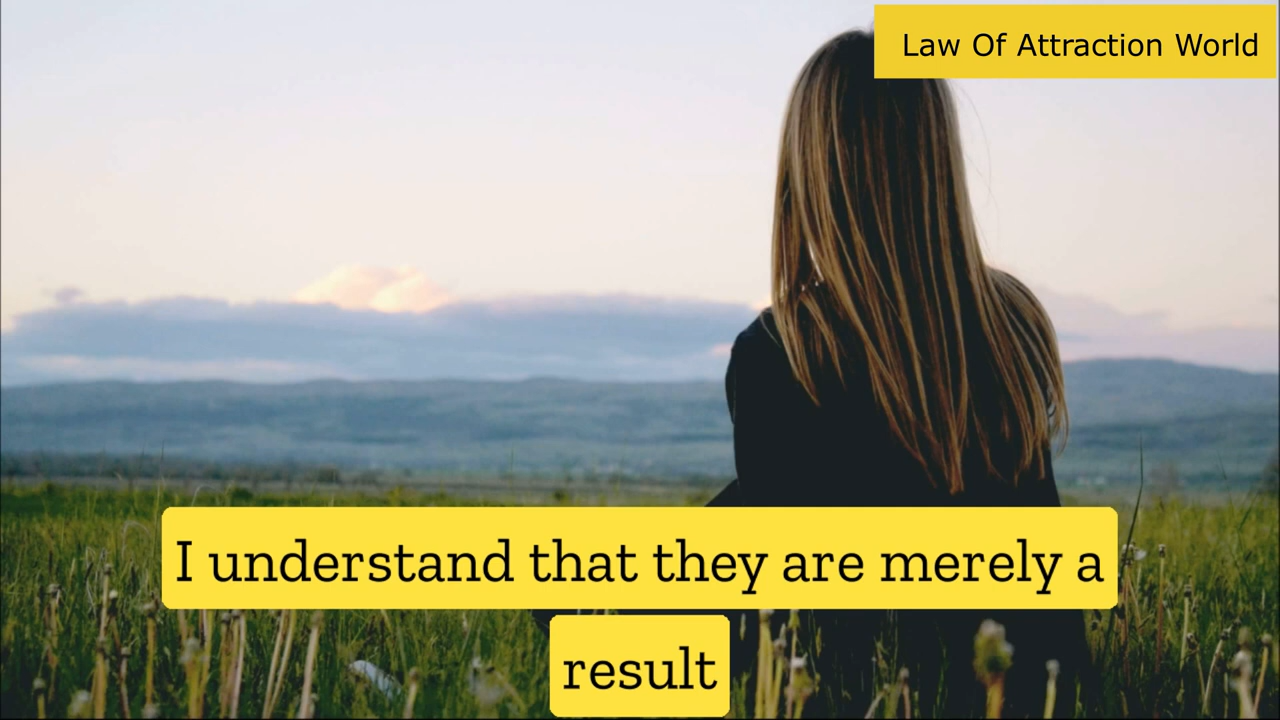 Law Of Attraction World
I understand that they are merely a
result